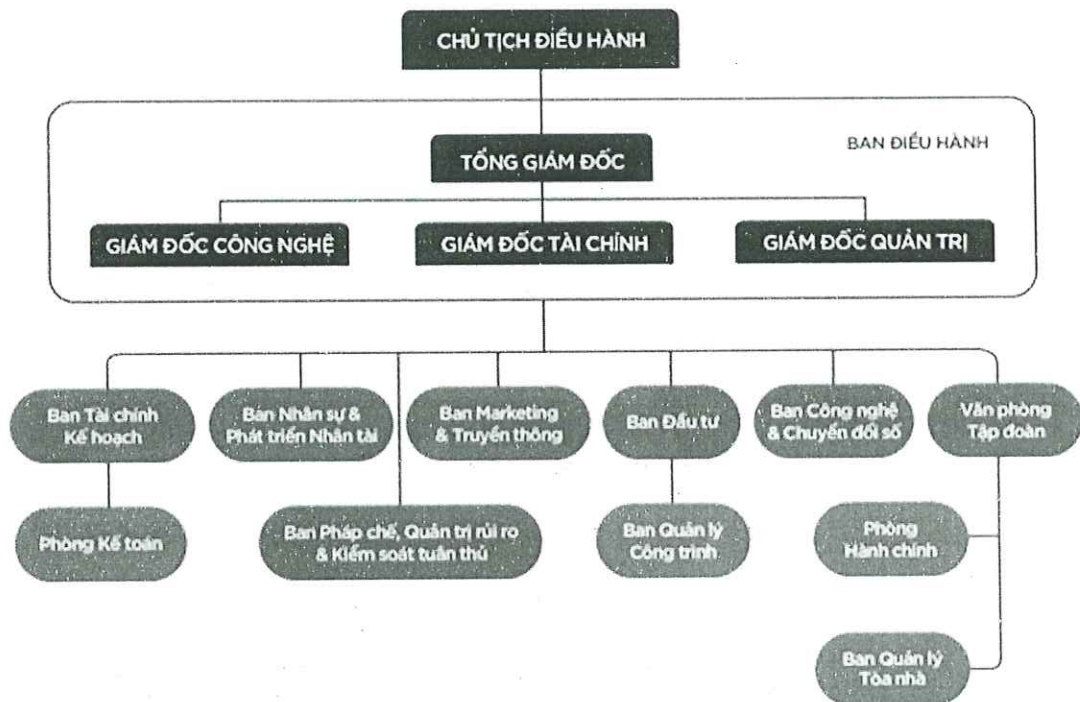 CHỦ TỊCH ĐIỀU HÀNH
BAN ĐIỀU HÀNH
TỔNG GIÁM ĐỐC
GIÁM ĐỐC CÔNG NGHỆ
GIÁM ĐỐC TÀI CHÍNH
GIÁM ĐỐC QUẢN TRỊ
Ban Tài chính
Kế hoạch
Ban Nhân sự &
Phát triển Nhân tài
Ban Marketing
& Truyền thông
Ban Đầu tư
Ban Công nghệ
& Chuyển đổi số
Văn phòng
Tập đoàn
Phòng Kế toán
Ban Pháp chế, Quản trị rủi ro
& Kiểm soát tuân thủ
Ban Quản lý
Công trình
Phòng
Hành chính
Ban Quản lý
Tòa nhà